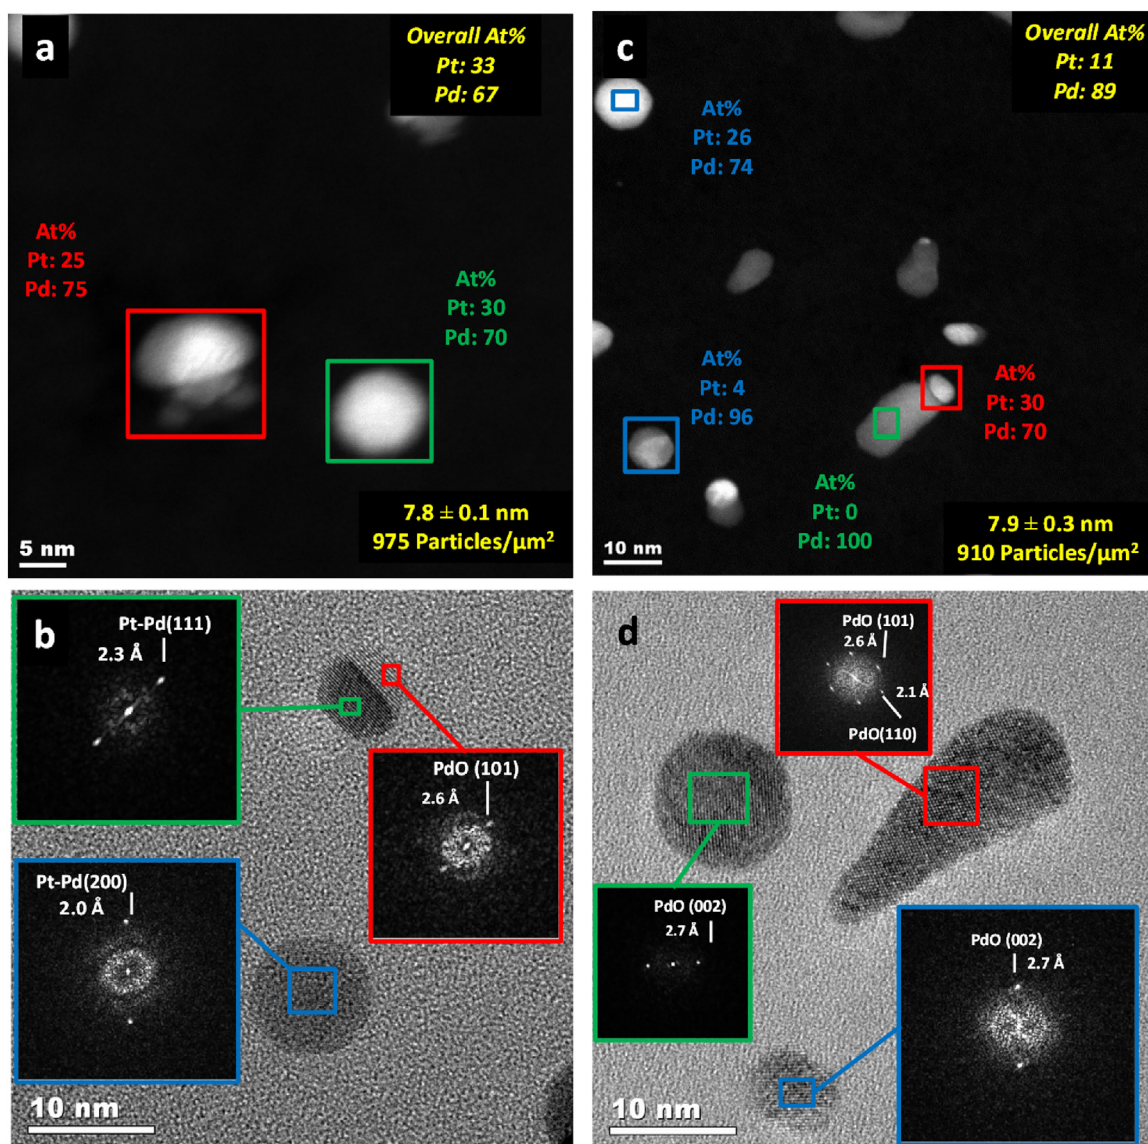 a
Overall At%
Pt: 33
Pd: 67
At%
Pt: 25
Pd: 75
At%
Pt: 30
Pd: 70
7.8 ± 0.1 nm
975 Particles/µm²
5 nm
c
Overall At%
Pt: 11
Pd: 89
At%
Pt: 26
Pd: 74
At%
Pt: 4
Pd: 96
At%
Pt: 30
Pd: 70
At%
Pt: 0
Pd: 100
7.9 ± 0.3 nm
910 Particles/µm²
10 nm
b
Pt-Pd(111)
2.3 Å
PdO (101)
2.6 Å
Pt-Pd(200)
2.0 Å
10 nm
d
PdO (101)
2.6 Å
2.1 Å
PdO(110)
PdO (002)
2.7 Å
PdO (002)
2.7 Å
10 nm